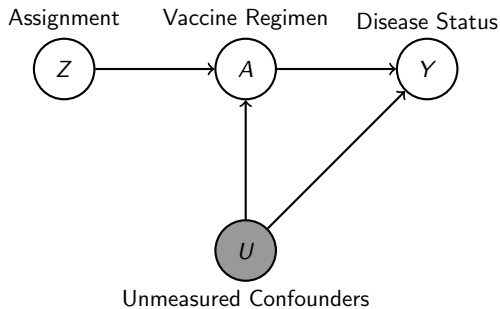 Assignment
Vaccine Regimen
Disease Status
Z
A
Y
U
Unmeasured Confounders